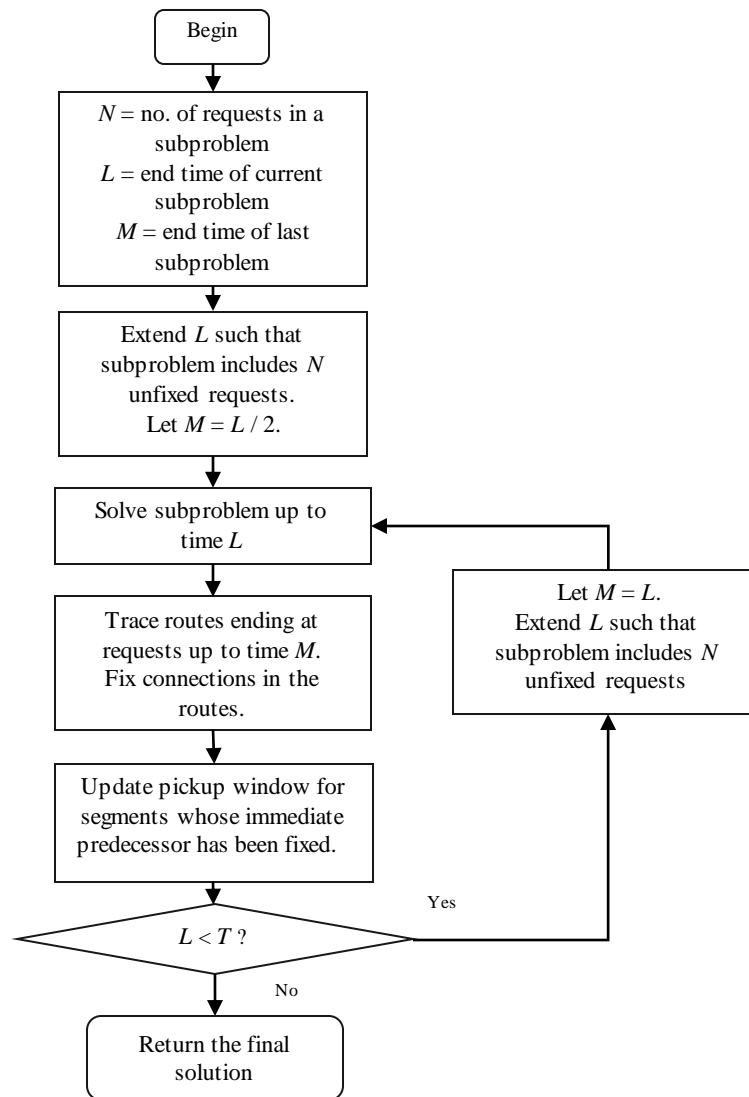 Begin
N = no. of requests in a
subproblem
L = end time of current
subproblem
M = end time of last
subproblem
Extend L such that
subproblem includes N
unfixed requests.
Let M = L / 2.
Solve subproblem up to
time L
Let M = L.
Extend L such that
subproblem includes N
unfixed requests
Trace routes ending at
requests up to time M.
Fix connections in the
routes.
Update pickup window for
segments whose immediate
predecessor has been fixed.
Yes
L < T ?
No
Return the final
solution